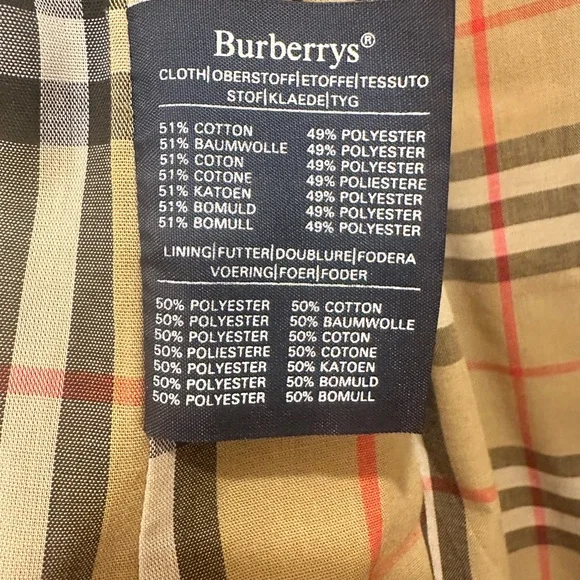 Burberrys®
CLOTH|OBERSTOFF|ETOFFE|TESSUTO
STOF|KLAEDE|TYG
51% COTTON 49% POLYESTER
51% BAUMWOLLE 49% POLYESTER
51% COTON 49% POLYESTER
51% COTONE 49% POLIESTERE
51% KATOEN 49% POLYESTER
51% BOMULD 49% POLYESTER
51% BOMULL 49% POLYESTER
LINING|FUTTER|DOUBLURE|FODERA
VOERING|FOER|FODER
50% POLYESTER 50% COTTON
50% POLYESTER 50% BAUMWOLLE
50% POLYESTER 50% COTON
50% POLIESTERE 50% COTONE
50% POLYESTER 50% KATOEN
50% POLYESTER 50% BOMULD
50% POLYESTER 50% BOMULL